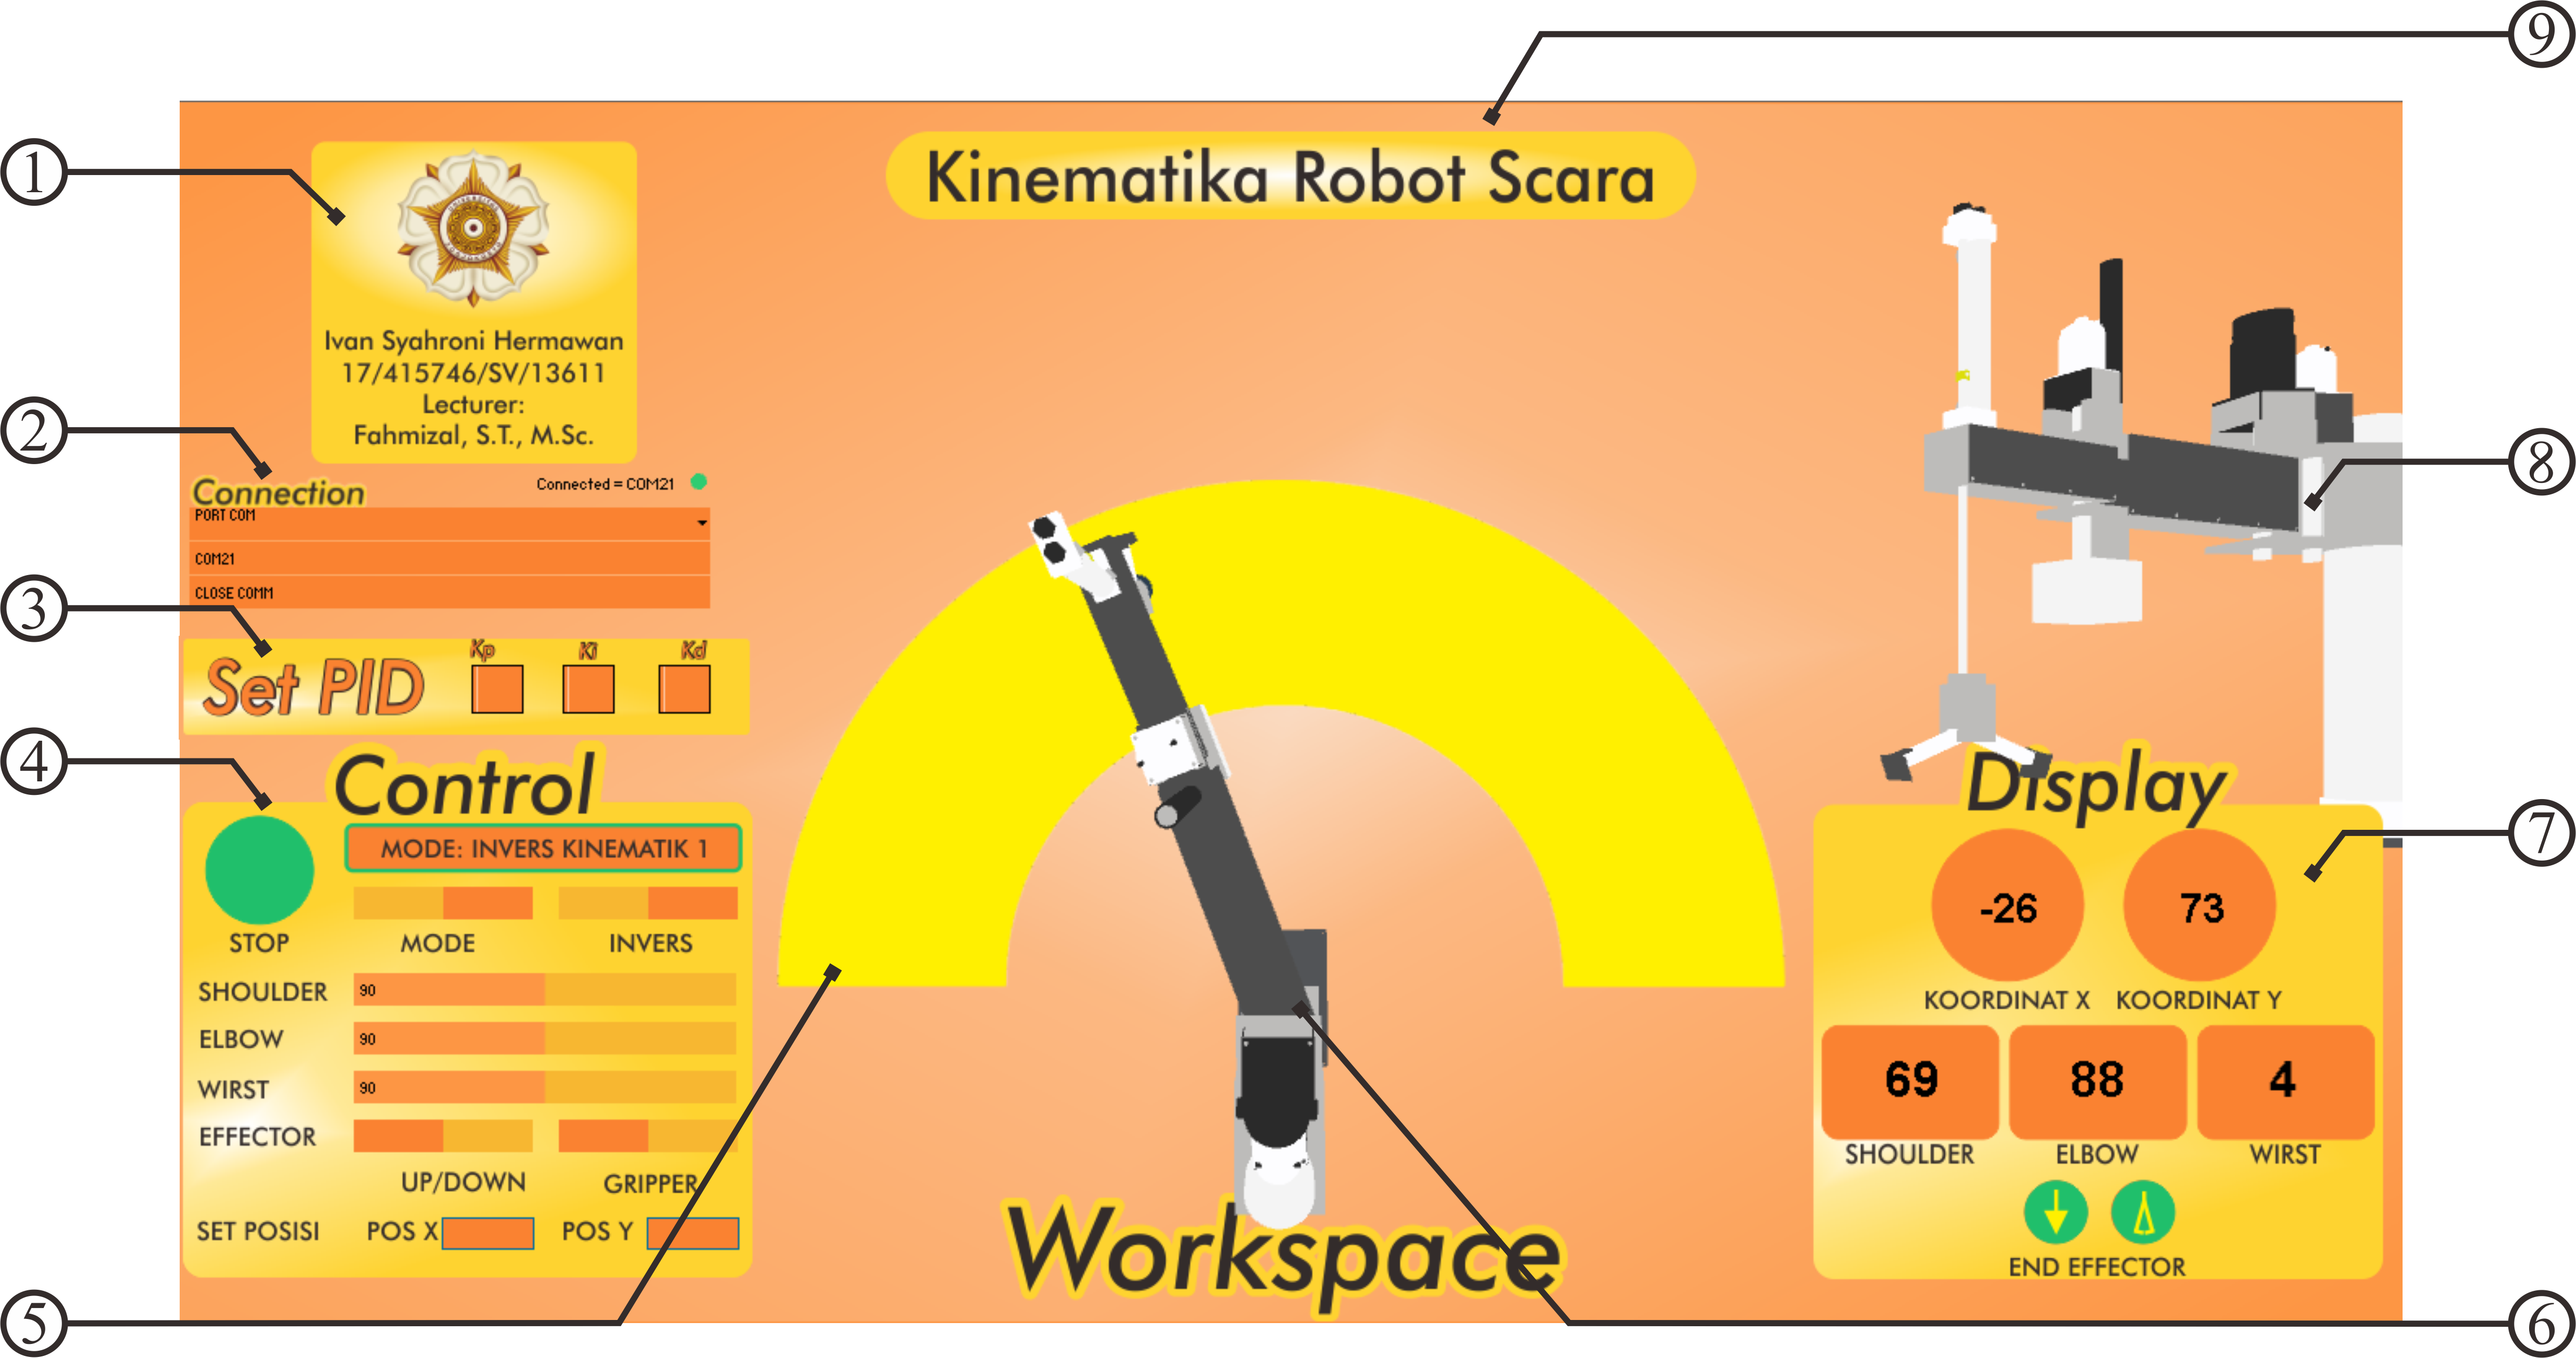 9
1
Kinematika Robot Scara
Ivan Syahroni Hermawan
17/415746/SV/13611
Lecturer:
Fahmizal, S.T., M.Sc.
2
Connection
Connected = COM21
PORT COM
COM21
CLOSE COMM
8
3
Set PID
Kp
Ki
Kd
4
Control
MODE: INVERS KINEMATIK 1
STOP
MODE
INVERS
SHOULDER
90
ELBOW
90
WIRST
90
EFFECTOR
UP/DOWN
GRIPPER
SET POSISI
POS X
POS Y
Workspace
Display
7
-26
73
KOORDINAT X
KOORDINAT Y
69
88
4
SHOULDER
ELBOW
WIRST
END EFFECTOR
5
6